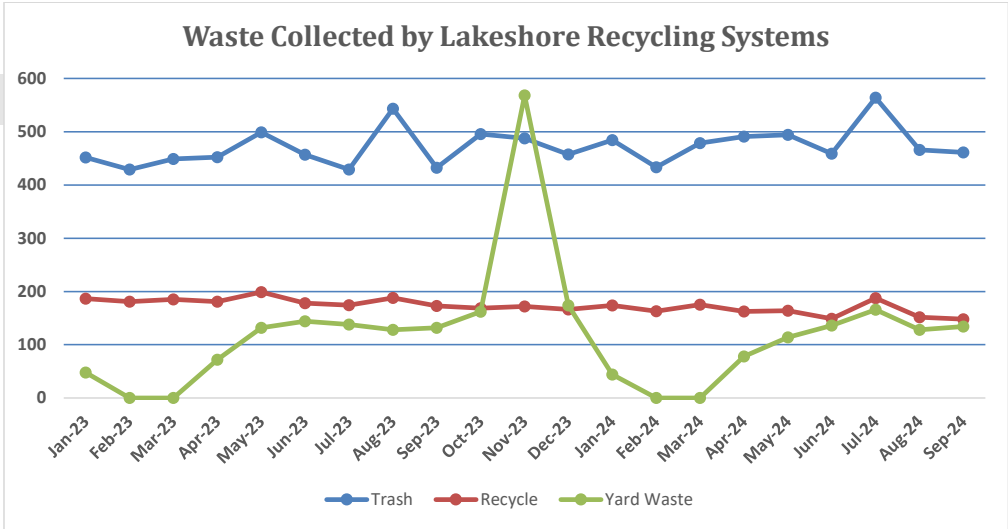 Waste Collected by Lakeshore Recycling Systems
600
500
400
300
200
100
0
Jan-23
Feb-23
Mar-23
Apr-23
May-23
Jun-23
Jul-23
Aug-23
Sep-23
Oct-23
Nov-23
Dec-23
Jan-24
Feb-24
Mar-24
Apr-24
May-24
Jun-24
Jul-24
Aug-24
Sep-24
Trash Recycle Yard Waste